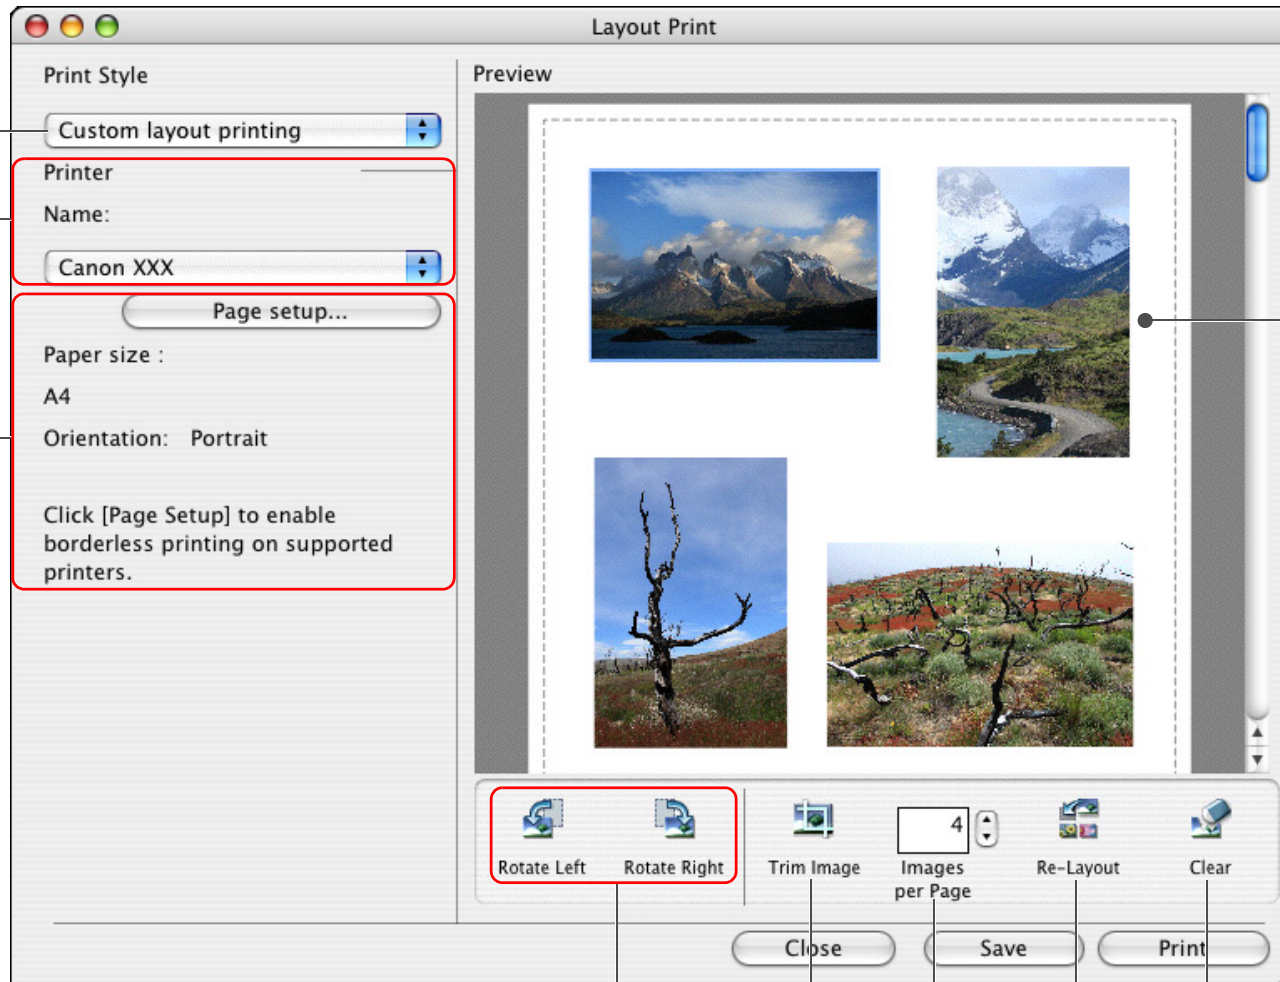 Layout Print
Print Style
Custom layout printing
Printer
Name:
Canon XXX
Page setup...
Paper size :
A4
Orientation: Portrait
Click [Page Setup] to enable
borderless printing on supported
printers.
Preview
Rotate Left
Rotate Right
Trim Image
4
Images
per Page
Re-Layout
Clear
Close
Save
Print